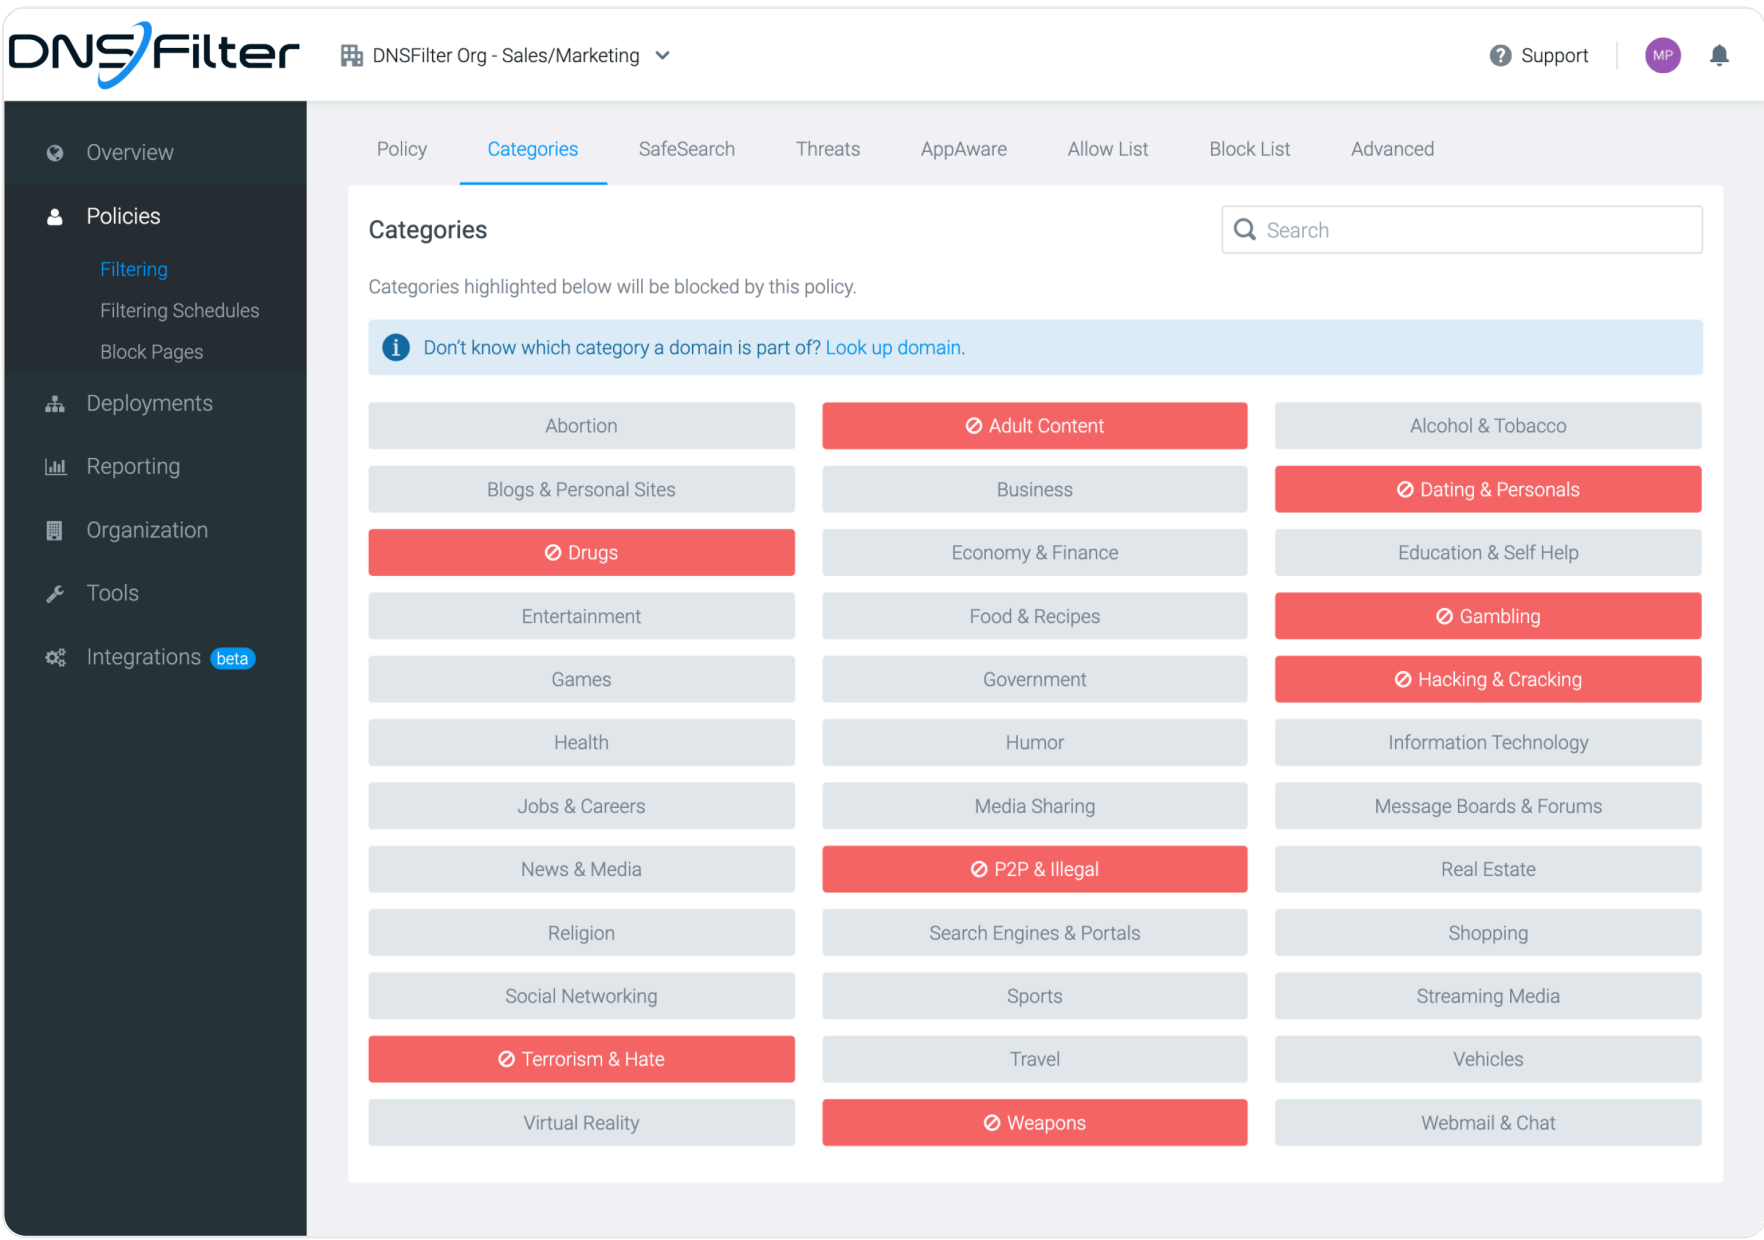 DNSFilter
DNSFilter Org - Sales/Marketing
Support
MP
Overview
Policies
Filtering
Filtering Schedules
Block Pages
Deployments
Reporting
Organization
Tools
Integrations beta
Policy
Categories
SafeSearch
Threats
AppAware
Allow List
Block List
Advanced
Categories
Search
Categories highlighted below will be blocked by this policy.
Don't know which category a domain is part of? Look up domain.
Abortion
Adult Content
Alcohol & Tobacco
Blogs & Personal Sites
Business
Dating & Personals
Drugs
Economy & Finance
Education & Self Help
Entertainment
Food & Recipes
Gambling
Games
Government
Hacking & Cracking
Health
Humor
Information Technology
Jobs & Careers
Media Sharing
Message Boards & Forums
News & Media
P2P & Illegal
Real Estate
Religion
Search Engines & Portals
Shopping
Social Networking
Sports
Streaming Media
Terrorism & Hate
Travel
Vehicles
Virtual Reality
Weapons
Webmail & Chat